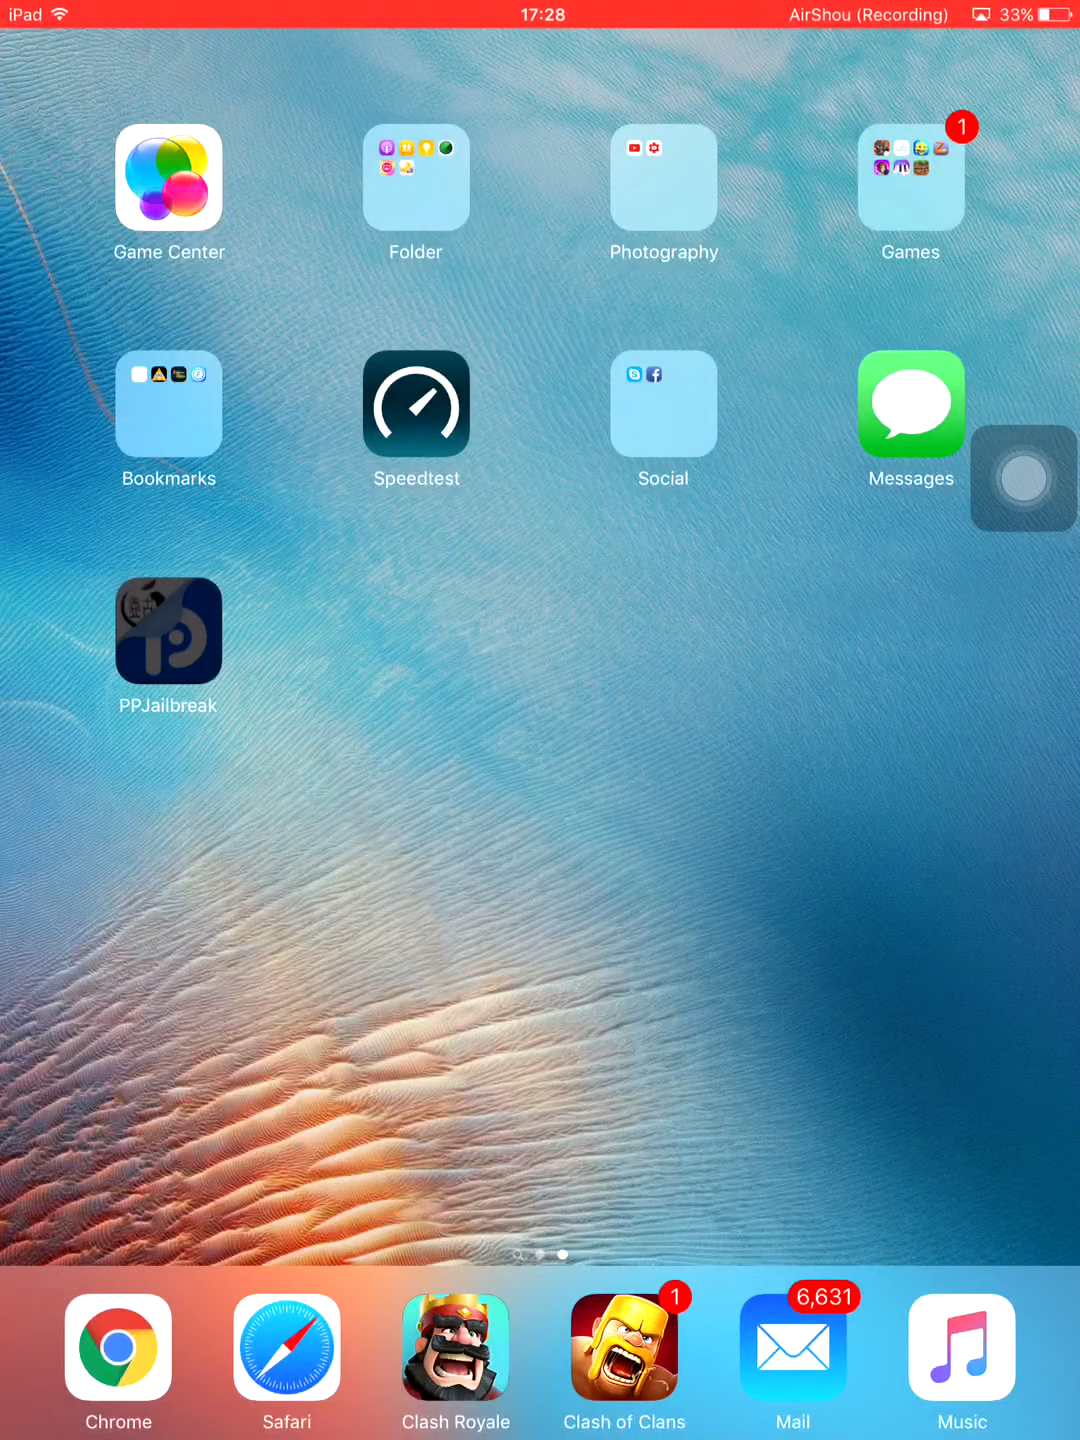 iPad 17:28 AirShou (Recording) 33%
1
Game Center Folder Photography Games
Bookmarks Speedtest Social Messages
PPJailbreak
1 6,631
Chrome Safari Clash Royale Clash of Clans Mail Music